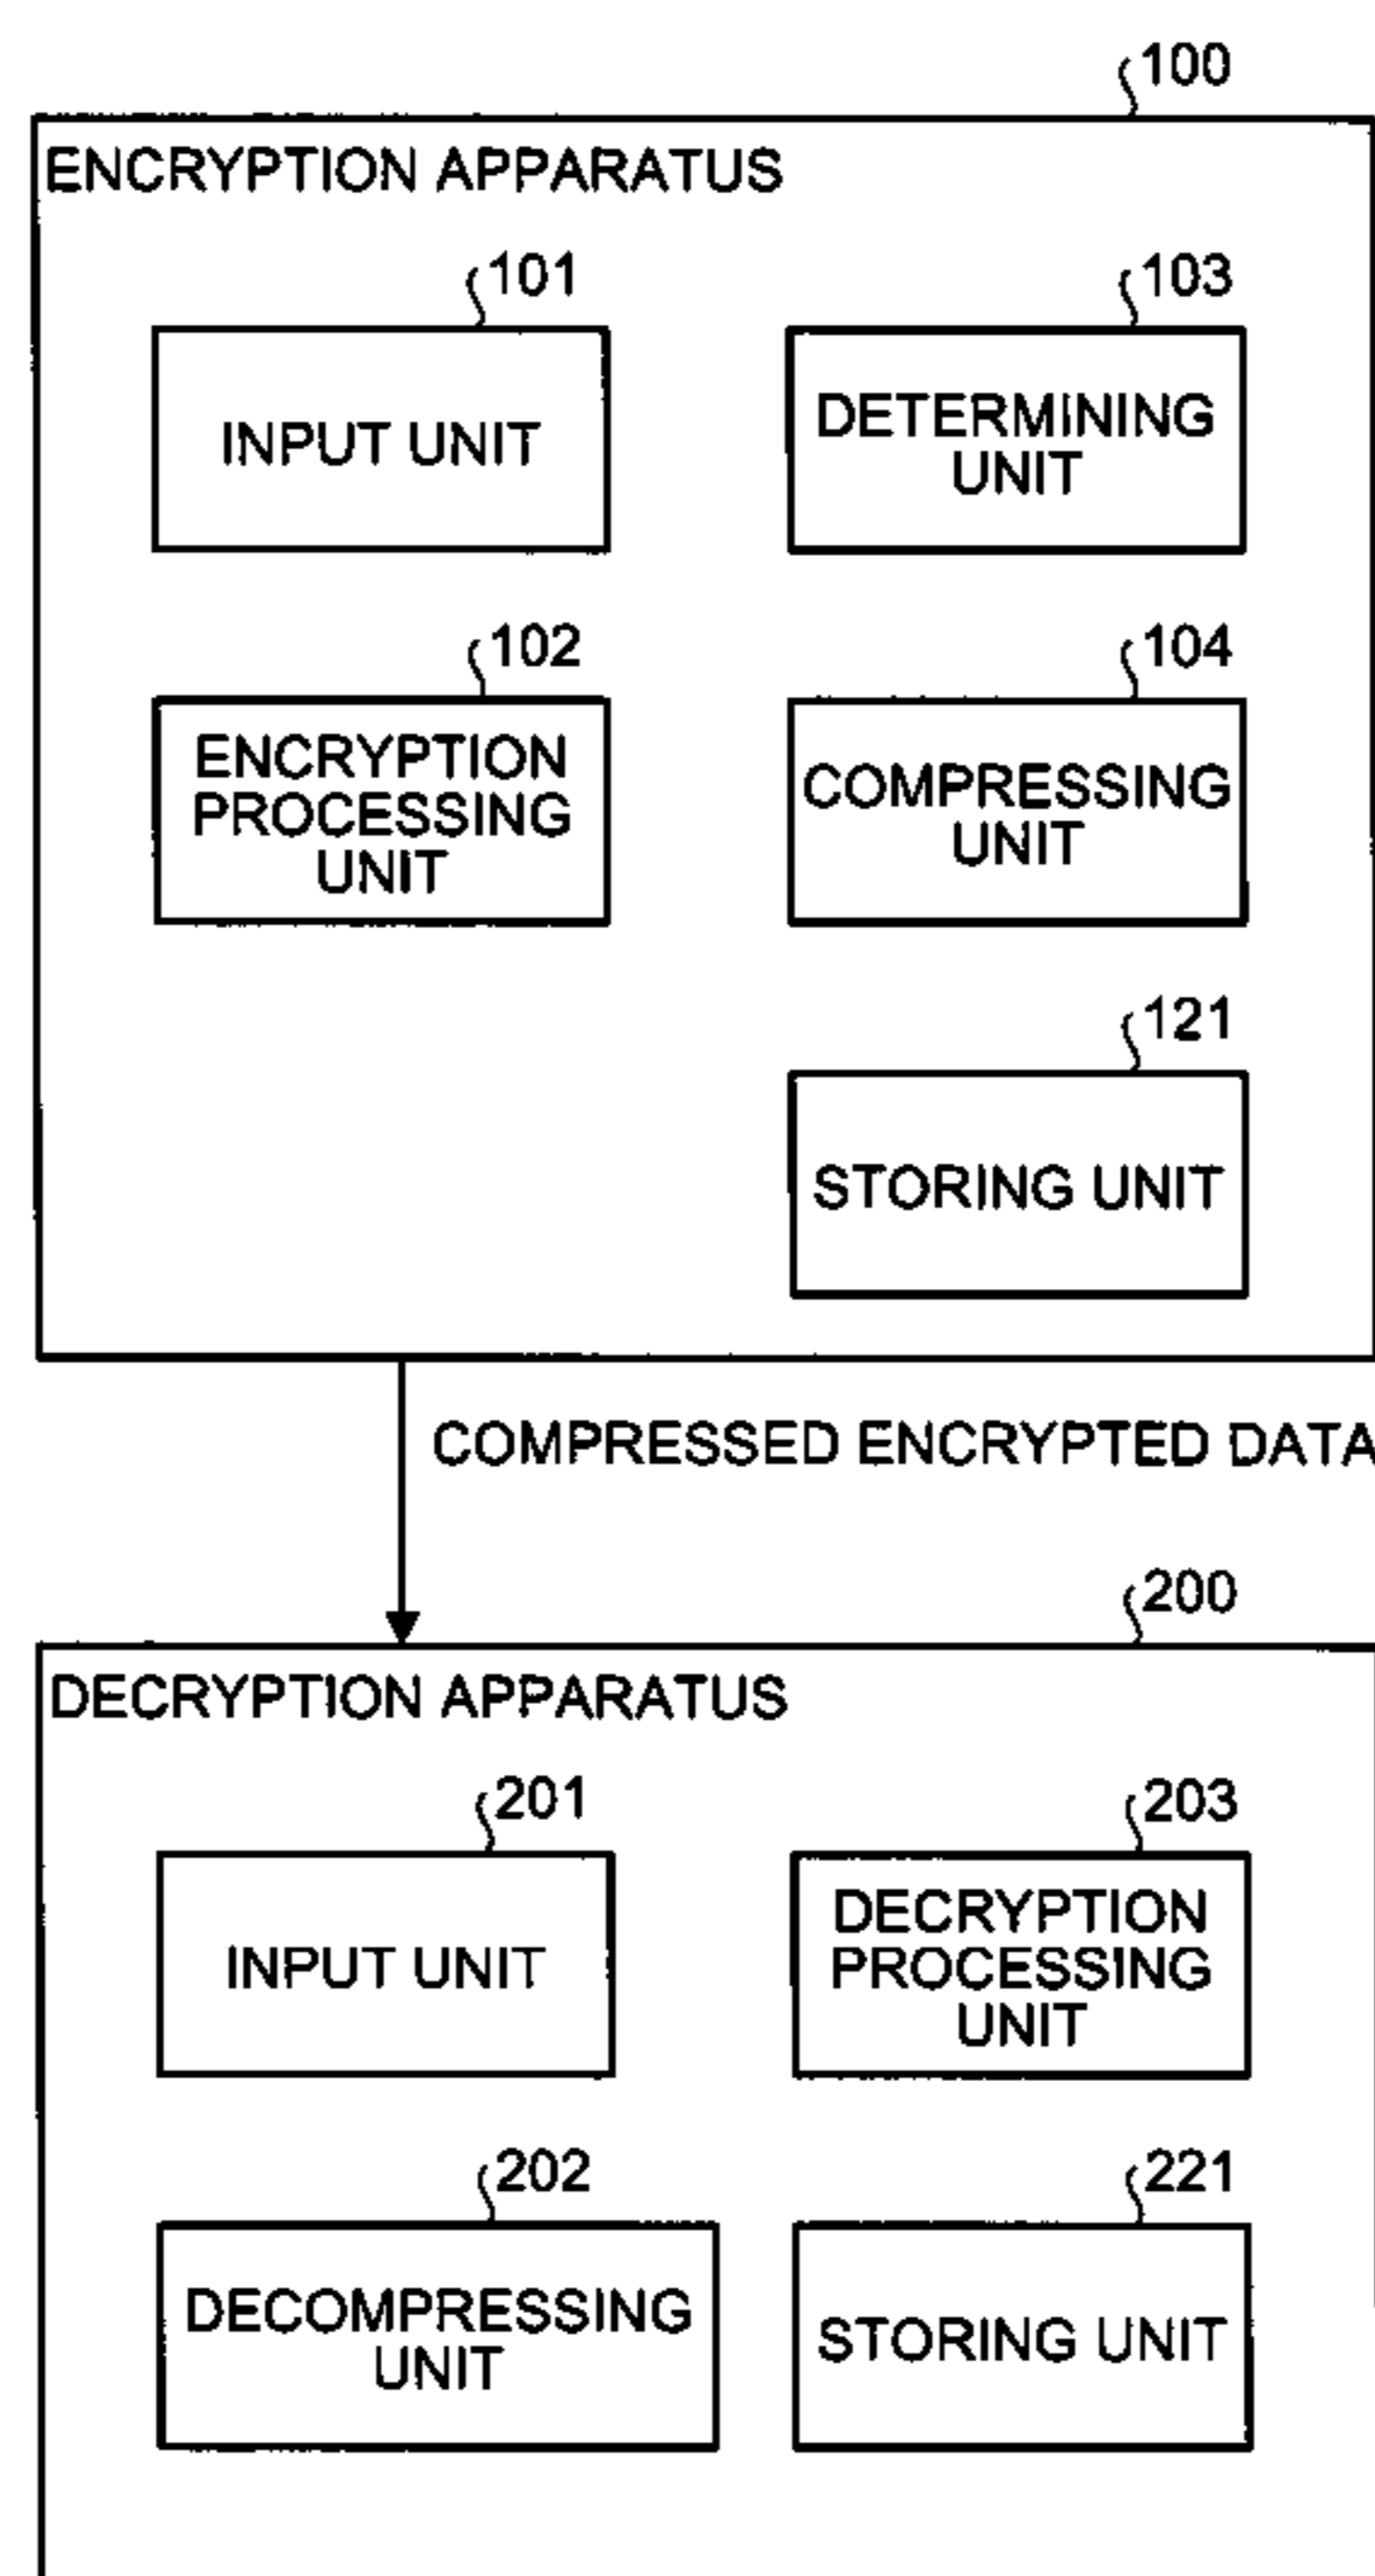 100
ENCRYPTION APPARATUS
101
103
INPUT UNIT
DETERMINING
UNIT
102
104
ENCRYPTION
PROCESSING
UNIT
COMPRESSING
UNIT
121
STORING UNIT
COMPRESSED ENCRYPTED DATA
200
DECRYPTION APPARATUS
201
203
INPUT UNIT
DECRYPTION
PROCESSING
UNIT
202
221
DECOMPRESSING
UNIT
STORING UNIT